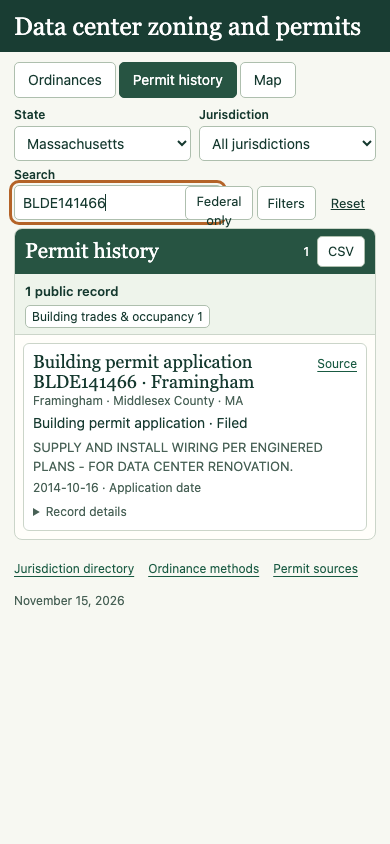 Data center zoning and permits
Ordinances
Permit history
Map
State
Jurisdiction
Massachusetts
All jurisdictions
Search
BLDE141466
Federal
only
Filters
Reset
Permit history
1
CSV
1 public record
Building trades & occupancy 1
Building permit application
BLDE141466 · Framingham
Source
Framingham · Middlesex County · MA
Building permit application · Filed
SUPPLY AND INSTALL WIRING PER ENGINERED
PLANS - FOR DATA CENTER RENOVATION.
2014-10-16 · Application date
Record details
Jurisdiction directory
Ordinance methods
Permit sources
November 15, 2026